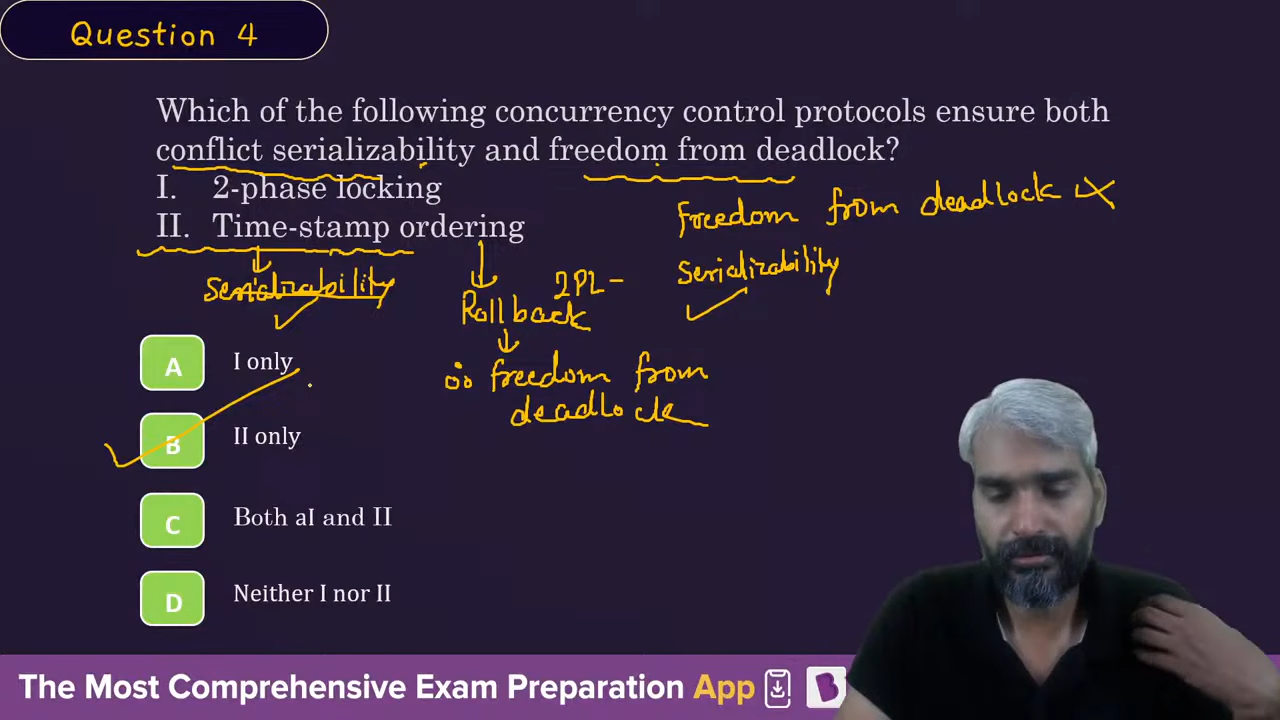 Question 4
Which of the following concurrency control protocols ensure both
conflict serializability and freedom from deadlock?
I. 2-phase locking
II. Time-stamp ordering
Freedom from deadlock
Serializability
Serializability
2PL -
Rollback
∴ freedom from
deadlock
A I only
B II only
C Both aI and II
D Neither I nor II
The Most Comprehensive Exam Preparation App